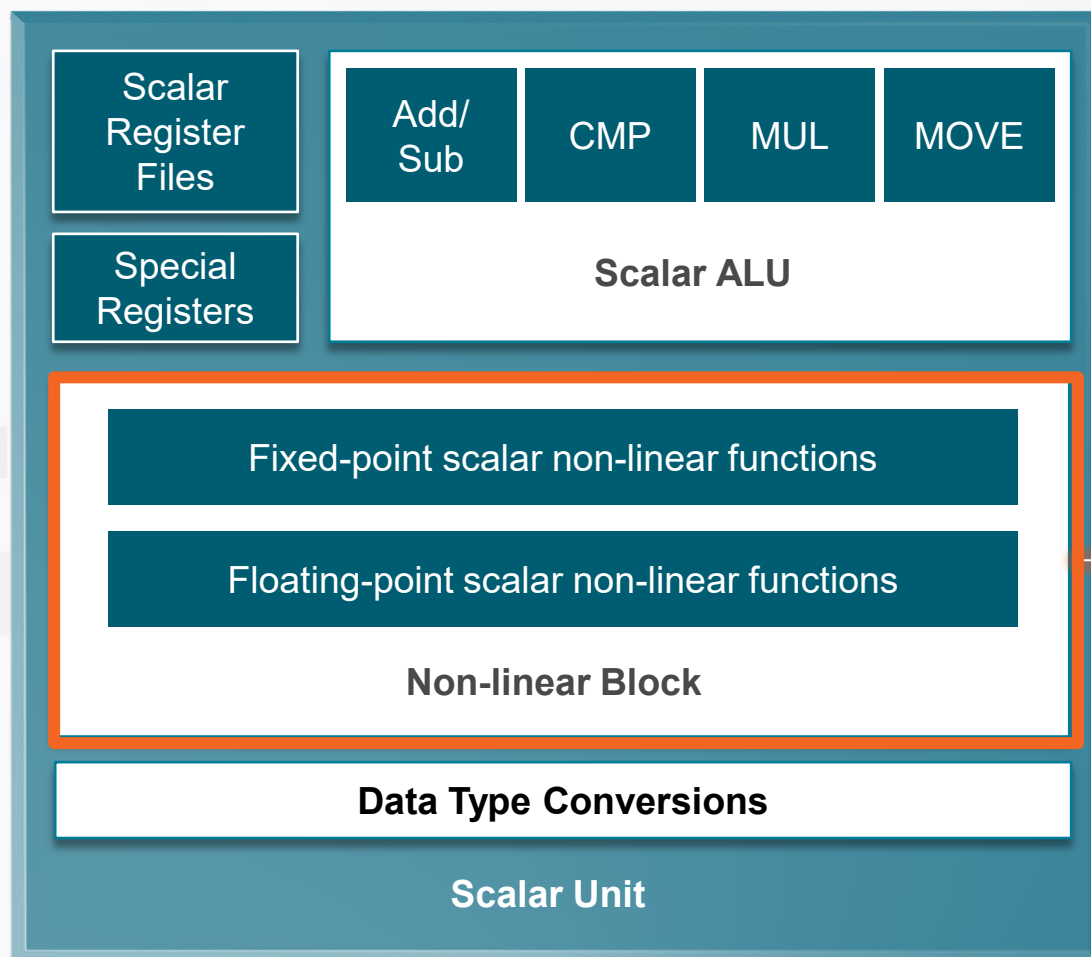 Scalar
Register
Files
Special
Registers
Add/
Sub
CMP
MUL
MOVE
Scalar ALU
Fixed-point scalar non-linear functions
Floating-point scalar non-linear functions
Non-linear Block
Data Type Conversions
Scalar Unit